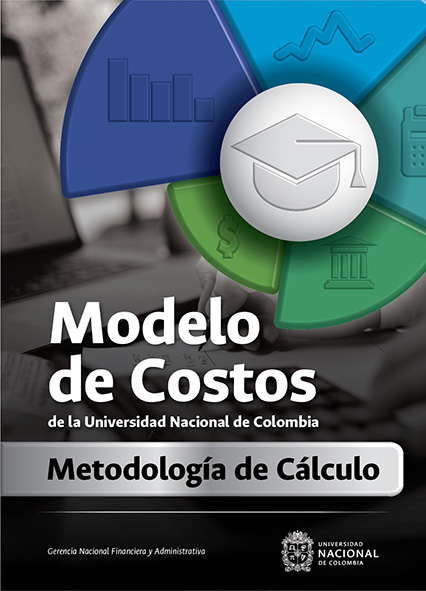 Modelo
de Costos
de la Universidad Nacional de Colombia
Metodología de Cálculo
Gerencia Nacional Financiera y Administrativa
UNIVERSIDAD
NACIONAL
DE COLOMBIA